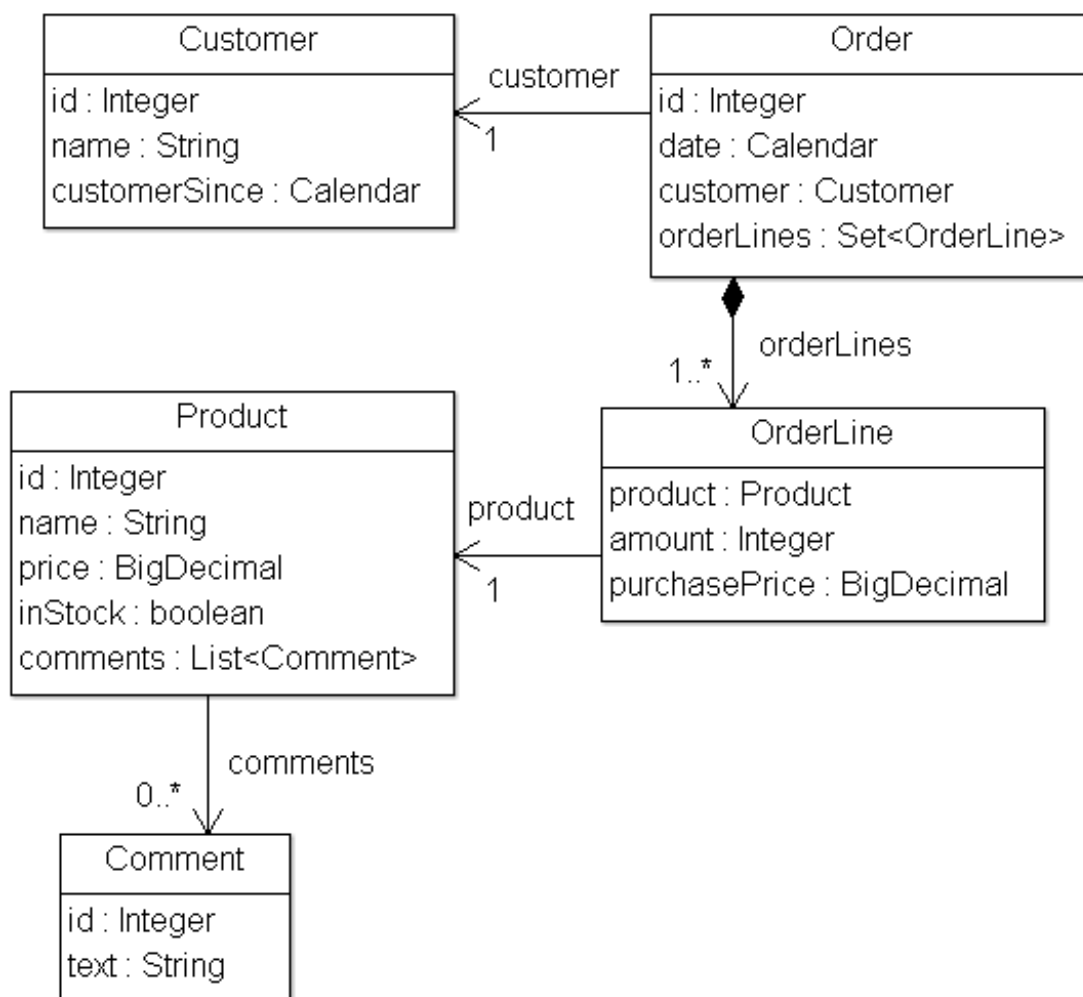 Customer
id : Integer
name : String
customerSince : Calendar
customer
1
Order
id : Integer
date : Calendar
customer : Customer
orderLines : Set<OrderLine>
orderLines
1..*
Product
id : Integer
name : String
price : BigDecimal
inStock : boolean
comments : List<Comment>
product
1
OrderLine
product : Product
amount : Integer
purchasePrice : BigDecimal
comments
0..*
Comment
id : Integer
text : String